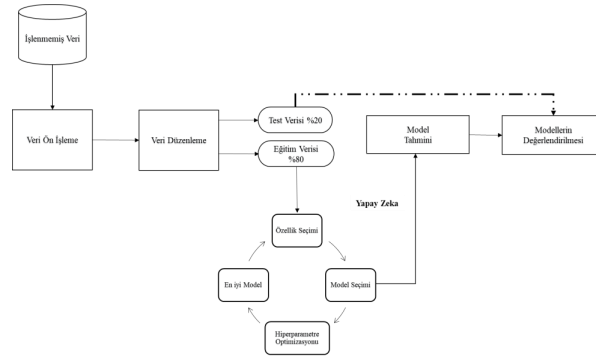 İşlenmemiş Veri
Veri Ön İşleme
Veri Düzenleme
Test Verisi %20
Eğitim Verisi
%80
Model
Tahmini
Modellerin
Değerlendirilmesi
Yapay Zeka
Özellik Seçimi
En iyi Model
Model Seçimi
Hiperparametre
Optimizasyonu